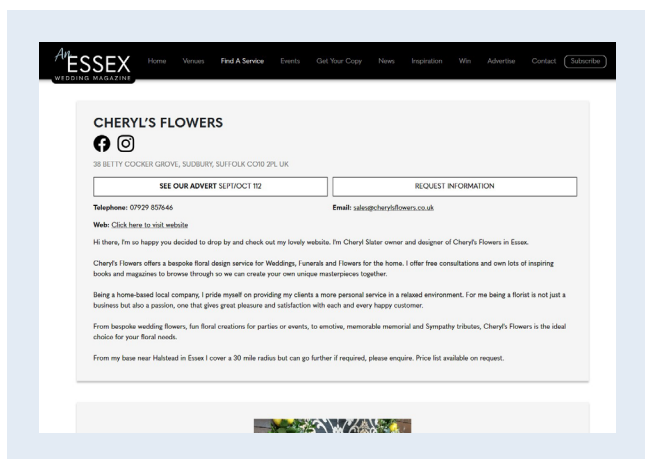 An
ESSEX
WEDDING MAGAZINE
Home Venues Find A Service Events Get Your Copy News Inspiration Win Advertise Contact Subscribe
CHERYL'S FLOWERS
38 BETTY COCKER GROVE, SUDBURY, SUFFOLK CO10 2PL UK
SEE OUR ADVERT SEPT/OCT 112
REQUEST INFORMATION
Telephone: 07929 857646
Email: sales@cherylsflowers.co.uk
Web: Click here to visit website
Hi there, I'm so happy you decided to drop by and check out my lovely website. I'm Cheryl Slater owner and designer of Cheryl's Flowers in Essex.
Cheryl's Flowers offers a bespoke floral design service for Weddings, Funerals and Flowers for the home. I offer free consultations and own lots of inspiring
books and magazines to browse through so we can create your own unique masterpieces together.
Being a home-based local company, I pride myself on providing my clients a more personal service in a relaxed environment. For me being a florist is not just a
business but also a passion, one that gives great pleasure and satisfaction with each and every happy customer.
From bespoke wedding flowers, fun floral creations for parties or events, to emotive, memorable memorial and Sympathy tributes, Cheryl's Flowers is the ideal
choice for your floral needs.
From my base near Halstead in Essex I cover a 30 mile radius but can go further if required, please enquire. Price list available on request.